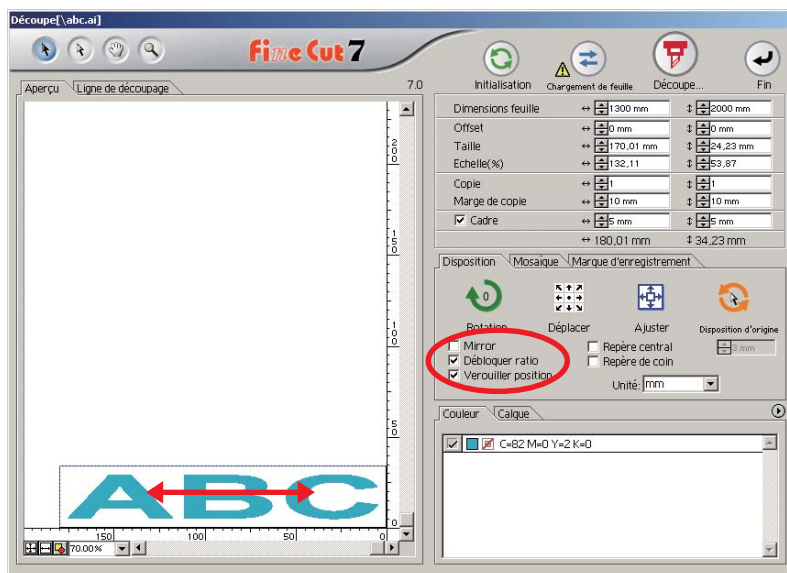 Découpe[\abc.ai]
Fine Cut 7
Initialisation
Chargement de feuille
Découpe...
Fin
Aperçu
Ligne de découpage
7.0
Dimensions feuille
1300 mm
2000 mm
Offset
0 mm
0 mm
Taille
170,01 mm
24,23 mm
Echelle(%)
132,11
53,87
Copie
1
1
Marge de copie
10 mm
10 mm
Cadre
5 mm
5 mm
180,01 mm
34,23 mm
Disposition
Mosaïque
Marque d'enregistrement
0
Rotation
Déplacer
Ajuster
Disposition d'origine
Mirror
Repère central
3 mm
Débloquer ratio
Repère de coin
Verouiller position
Unité:
mm
Couleur
Calque
C=82 M=0 Y=2 K=0
200
150
100
50
0
ABC
150
100
50
0
70.00%